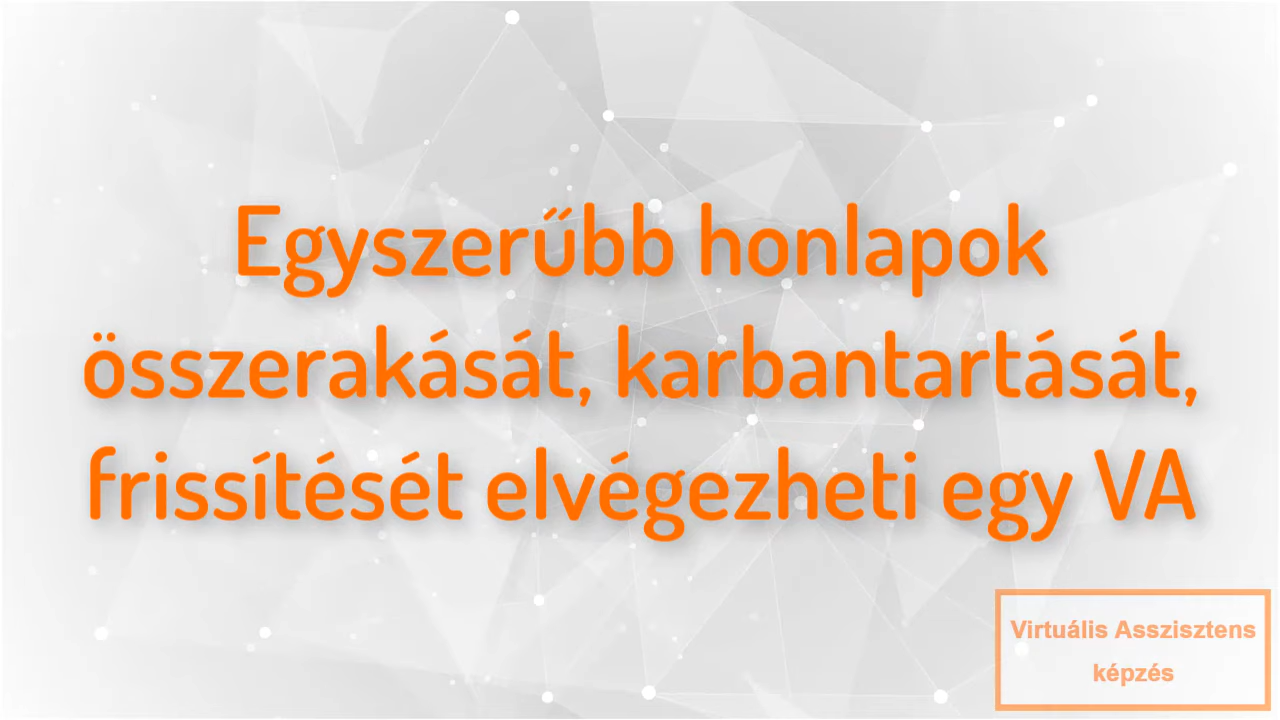 Egyszerűbb honlapok
összerakását, karbantartását,
frissítését elvégezheti egy VA
Virtuális Asszisztens
képzés